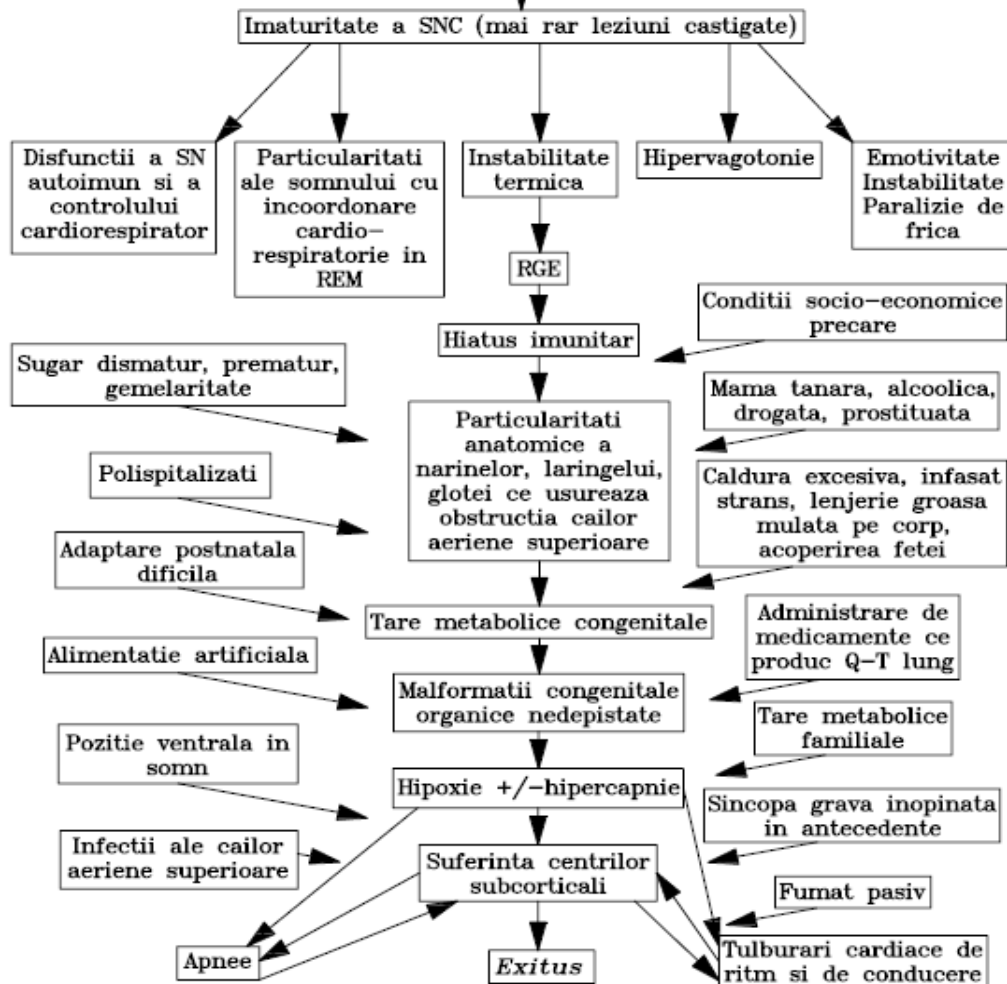 Imaturitate a SNC (mai rar leziuni castigate)
Disfunctii a SN
autoimun si a
controlului
cardiorespirator
Particularitati
ale somnului cu
incoordonare
cardio-
respiratorie in
REM
Instabilitate
termica
Hipervagotonie
Emotivitate
Instabilitate
Paralizie de
frica
RGE
Conditii socio-economice
precare
Hiatus imunitar
Sugar dismatur, prematur,
gemelaritate
Mama tanara, alcoolica,
drogata, prostituata
Particularitati
anatomice a
narinelor, laringelui,
glotei ce usureaza
obstructia cailor
aeriene superioare
Polispitalizati
Caldura excesiva, infasat
strans, lenjerie groasa
mulata pe corp,
acoperirea fetei
Adaptare postnatala
dificila
Tare metabolice congenitale
Administrare de
medicamente ce
produc Q-T lung
Alimentatie artificiala
Malformatii congenitale
organice nedepistate
Tare metabolice
familiale
Pozitie ventrala in
somn
Hipoxie +/-hipercapnie
Sincopa grava inopinata
in antecedente
Infectii ale cailor
aeriene superioare
Suferinta centrilor
subcorticali
Fumat pasiv
Apnee
Exitus
Tulburari cardiace de
ritm si de conducere